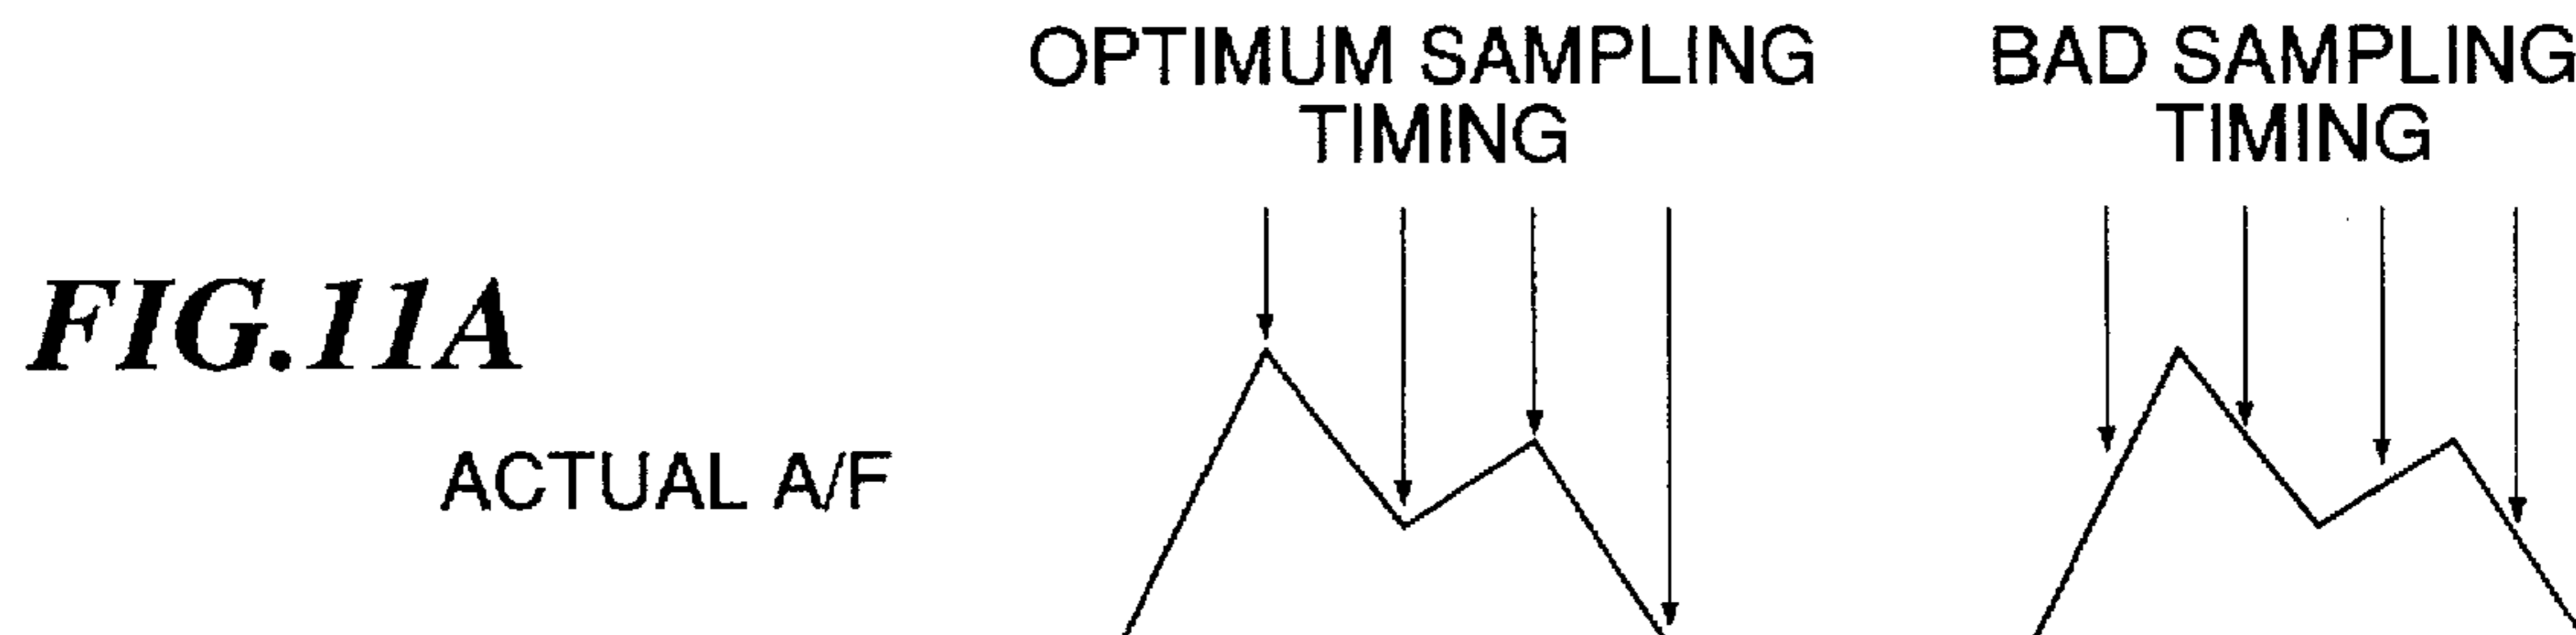 OPTIMUM SAMPLING
TIMING
BAD SAMPLING
TIMING
FIG.11A
ACTUAL A/F